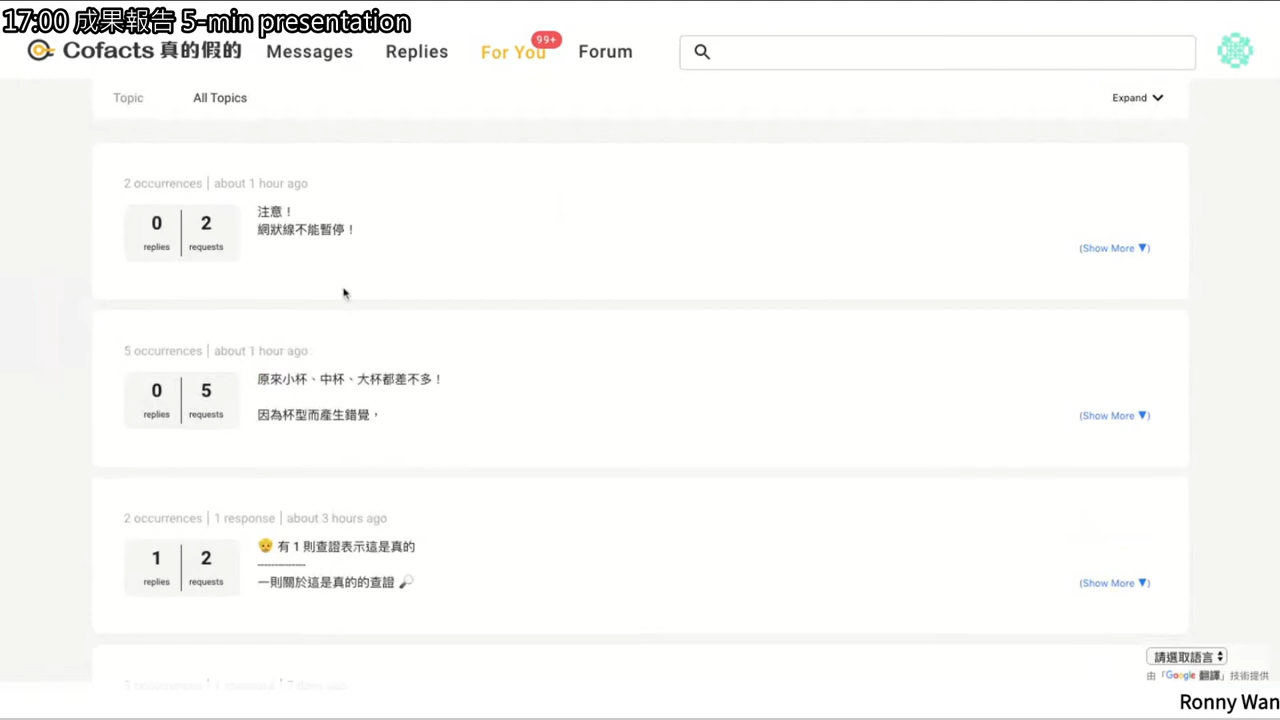 17:00 成果報告 5-min presentation
Cofacts 真的假的 Messages Replies For You 99+ Forum
Topic All Topics Expand
2 occurrences | about 1 hour ago
0 replies 2 requests
注意！
網狀線不能暫停！
(Show More ▼)
5 occurrences | about 1 hour ago
0 replies 5 requests
原來小杯、中杯、大杯都差不多！
因為杯型而產生錯覺，
(Show More ▼)
2 occurrences | 1 response | about 3 hours ago
1 replies 2 requests
有 1 則查證表示這是真的
----------------
一則關於這是真的的查證
(Show More ▼)
請選取語言
由「Google 翻譯」技術提供
Ronny Wan